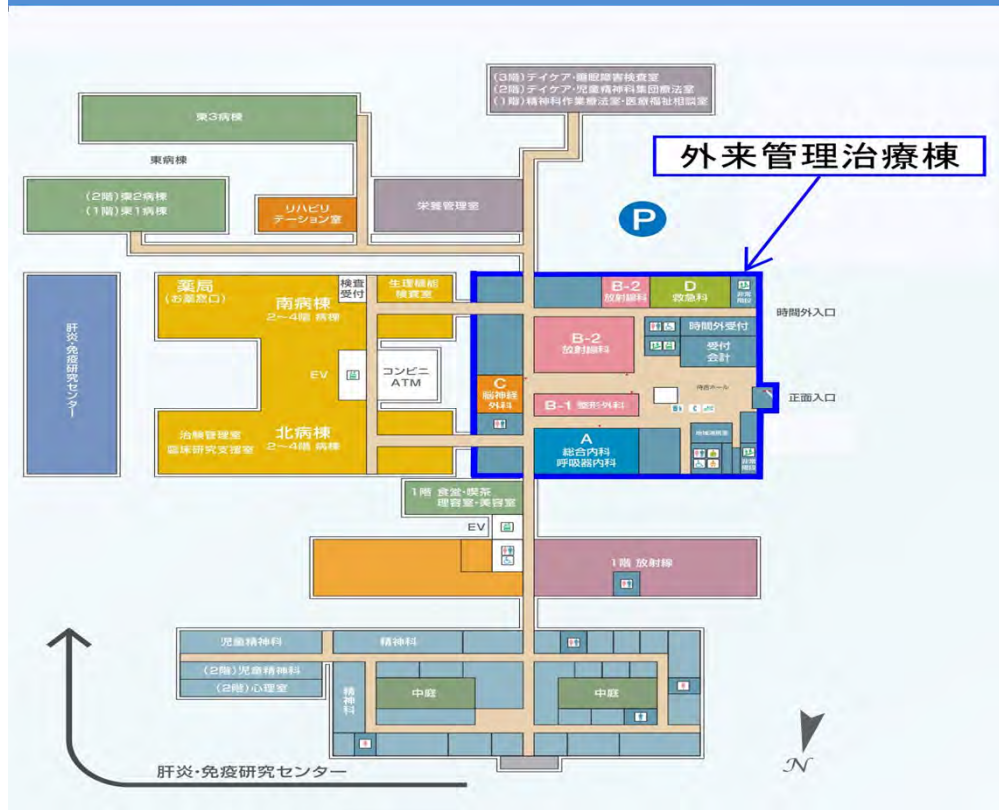 (3階)デイケア・睡眠障害検査室
(2階)デイケア・児童精神科集団療法室
(1階)精神科作業療法室・医療福祉相談室
東3病棟
外来管理治療棟
東病棟
(2階)東2病棟
(1階)東1病棟
リハビリ
テーション室
栄養管理室
P
薬局
(お薬窓口)
検査
受付
生理機能
検査室
南病棟
2～4階 病棟
B-2
放射線科
D
救急科
非常
階段
時間外入口
時間外受付
B-2
放射線科
受付
会計
肝炎・免疫研究センター
EV
コンビニ
ATM
C
脳神経
外科
B-1 整形外科
待合ホール
正面入口
治験管理室
臨床研究支援室
北病棟
2～4階 病棟
A
総合内科
呼吸器内科
非常
階段
1階 食堂・喫茶
理容室・美容室
EV
1階 放射線
児童精神科
精神科
(2階)児童精神科
(2階)心理室
精神科
中庭
中庭
肝炎・免疫研究センター
N